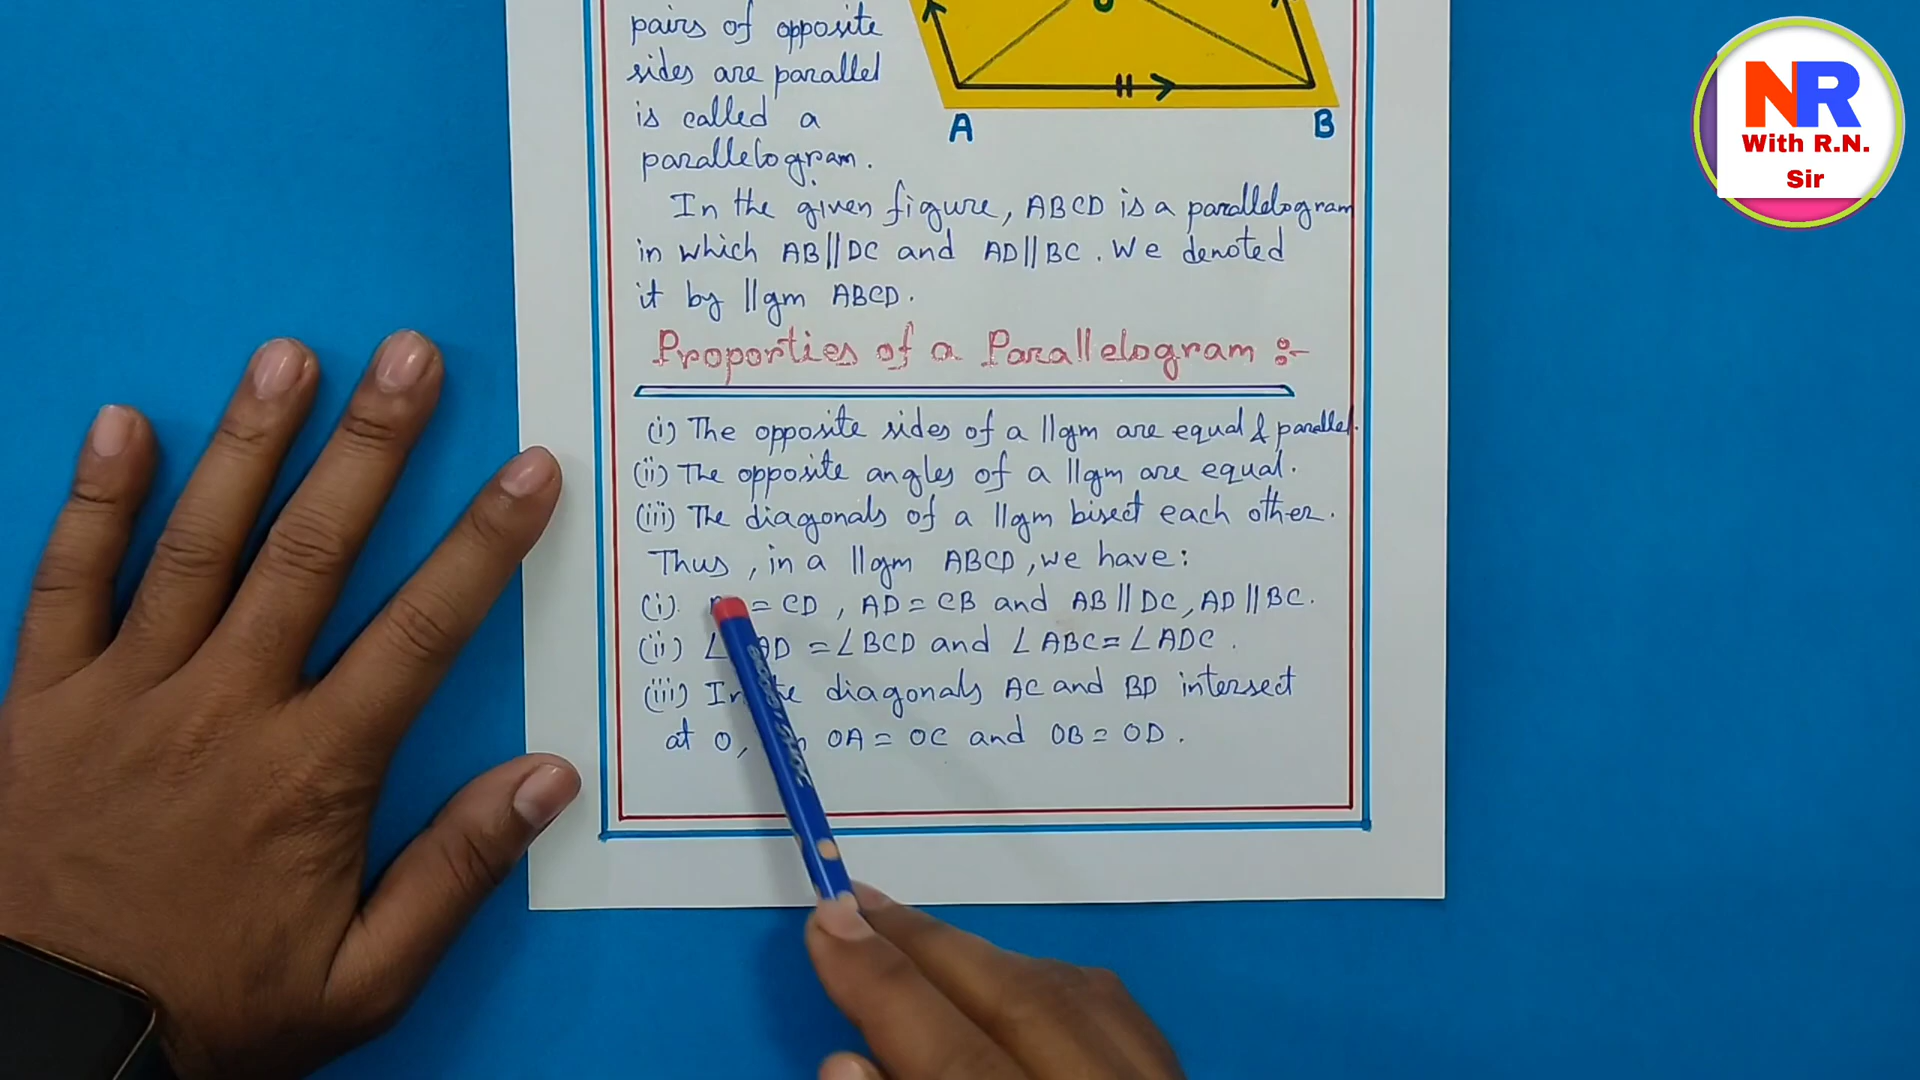 pairs of opposite
sides are parallel
is called a
parallelogram.
A
B
In the given figure, ABCD is a parallelogram
in which AB||DC and AD||BC. We denoted
it by ||gm ABCD.
Proporties of a Parallelogram :-
(i) The opposite sides of a ||gm are equal & parallel.
(ii) The opposite angles of a ||gm are equal.
(iii) The diagonals of a ||gm bisect each other.
Thus, in a ||gm ABCD, we have:
(i). = CD, AD = CB and AB || DC, AD || BC.
(ii) = ∠BCD and ∠ABC = ∠ADC.
(iii) diagonals AC and BD intersect
at O, OA = OC and OB = OD.
NR
With R.N.
Sir